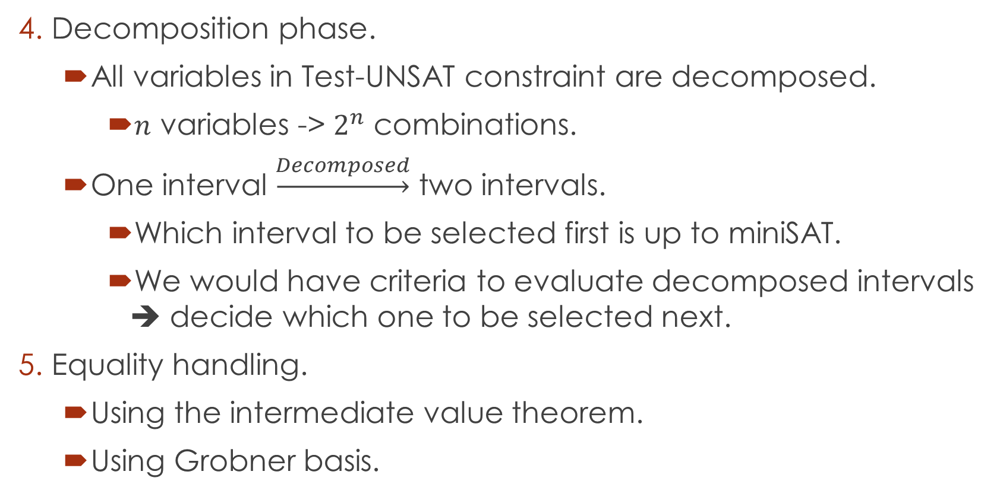 4. Decomposition phase.
All variables in Test-UNSAT constraint are decomposed.
n variables -> 2ⁿ combinations.
Decomposed
One interval ⟶ two intervals.
Which interval to be selected first is up to miniSAT.
We would have criteria to evaluate decomposed intervals
➔ decide which one to be selected next.
5. Equality handling.
Using the intermediate value theorem.
Using Grobner basis.